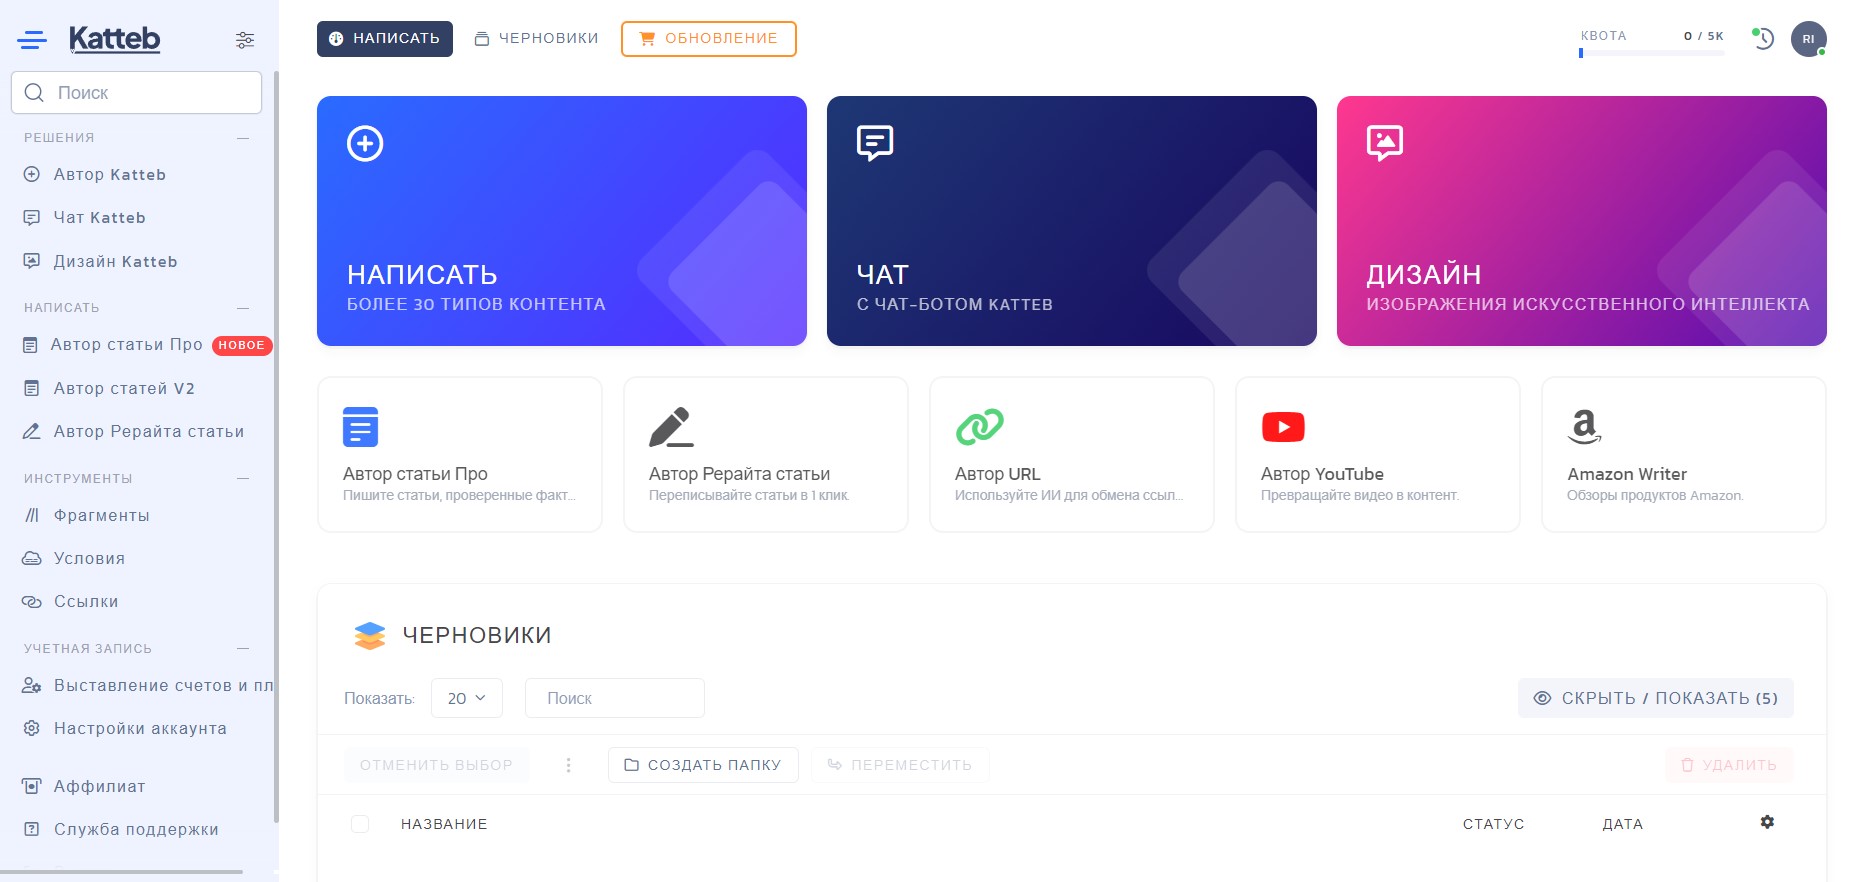 Katteb
Поиск
РЕШЕНИЯ
Автор Katteb
Чат Katteb
Дизайн Katteb
НАПИСАТЬ
Автор статьи Про НОВОЕ
Автор статей V2
Автор Рерайта статьи
ИНСТРУМЕНТЫ
Фрагменты
Условия
Ссылки
УЧЕТНАЯ ЗАПИСЬ
Выставление счетов и пл
Настройки аккаунта
Аффилиат
Служба поддержки
НАПИСАТЬ ЧЕРНОВИКИ ОБНОВЛЕНИЕ
КВОТА 0 / 5K
RI
НАПИСАТЬ
БОЛЕЕ 30 ТИПОВ КОНТЕНТА
ЧАТ
С ЧАТ-БОТОМ KATTEB
ДИЗАЙН
ИЗОБРАЖЕНИЯ ИСКУССТВЕННОГО ИНТЕЛЛЕКТА
Автор статьи Про
Пишите статьи, проверенные факт...
Автор Рерайта статьи
Переписывайте статьи в 1 клик.
Автор URL
Используйте ИИ для обмена ссыл...
Автор YouTube
Превращайте видео в контент.
Amazon Writer
Обзоры продуктов Amazon.
ЧЕРНОВИКИ
Показать: 20 Поиск СКРЫТЬ / ПОКАЗАТЬ (5)
ОТМЕНИТЬ ВЫБОР СОЗДАТЬ ПАПКУ ПЕРЕМЕСТИТЬ УДАЛИТЬ
НАЗВАНИЕ СТАТУС ДАТА